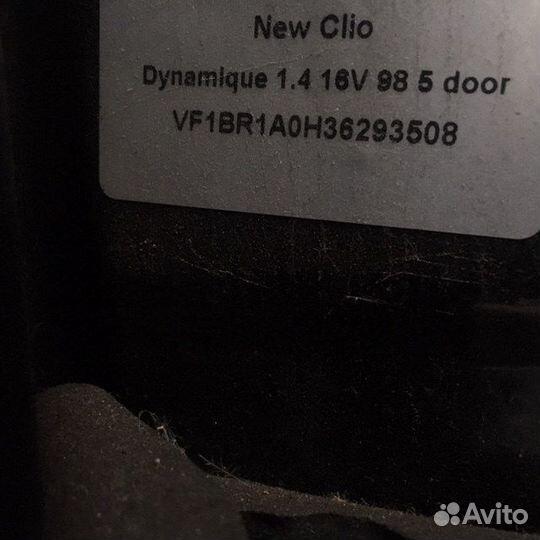 New Clio
Dynamique 1.4 16V 98 5 door
VF1BR1A0H36293508
Avito